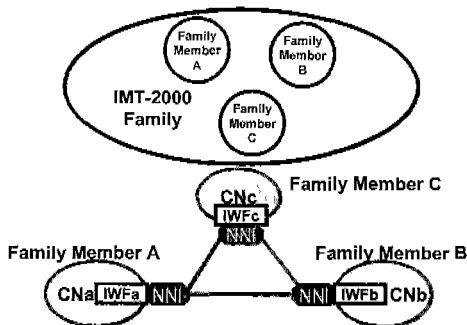 Family
Member
A
Family
Member
B
IMT-2000
Family
Family
Member
C
Family Member C
CNc
IWFc
NNI
Family Member A
Family Member B
CNa IWFa NNI
NNI IWFb CNb